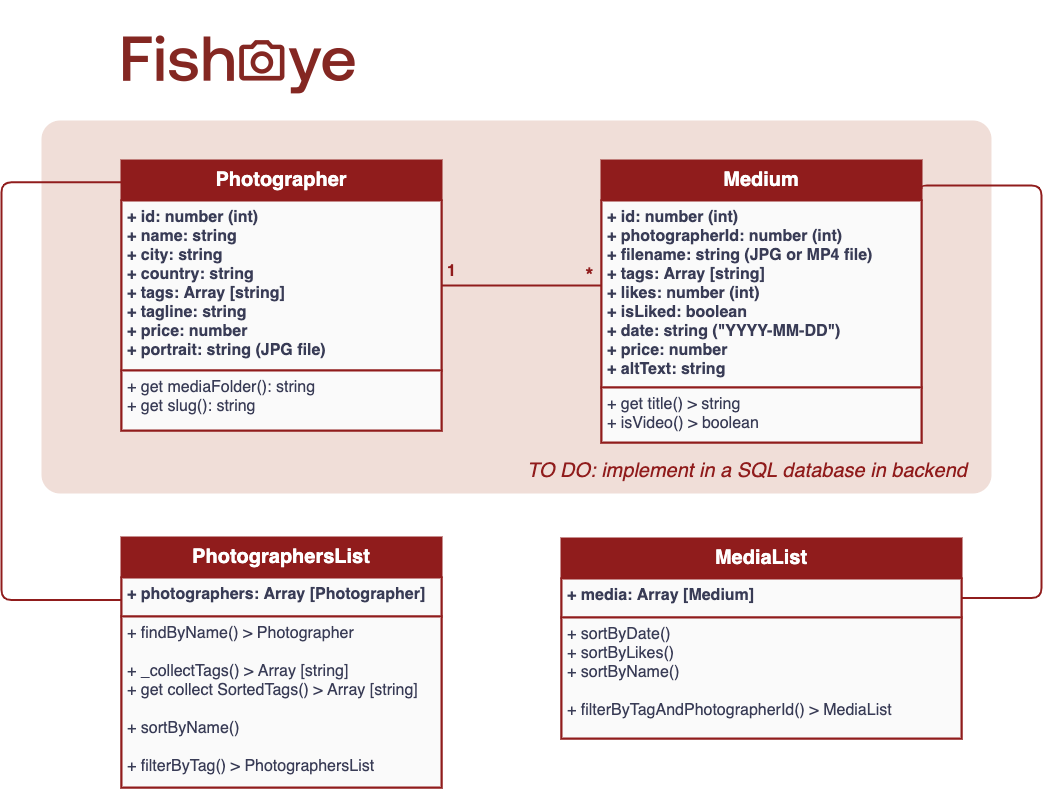 Fisheye
Photographer
+ id: number (int)
+ name: string
+ city: string
+ country: string
+ tags: Array [string]
+ tagline: string
+ price: number
+ portrait: string (JPG file)
+ get mediaFolder(): string
+ get slug(): string
1
*
Medium
+ id: number (int)
+ photographerId: number (int)
+ filename: string (JPG or MP4 file)
+ tags: Array [string]
+ likes: number (int)
+ isLiked: boolean
+ date: string ("YYYY-MM-DD")
+ price: number
+ altText: string
+ get title() > string
+ isVideo() > boolean
TO DO: implement in a SQL database in backend
PhotographersList
+ photographers: Array [Photographer]
+ findByName() > Photographer
+ _collectTags() > Array [string]
+ get collect SortedTags() > Array [string]
+ sortByName()
+ filterByTag() > PhotographersList
MediaList
+ media: Array [Medium]
+ sortByDate()
+ sortByLikes()
+ sortByName()
+ filterByTagAndPhotographerId() > MediaList